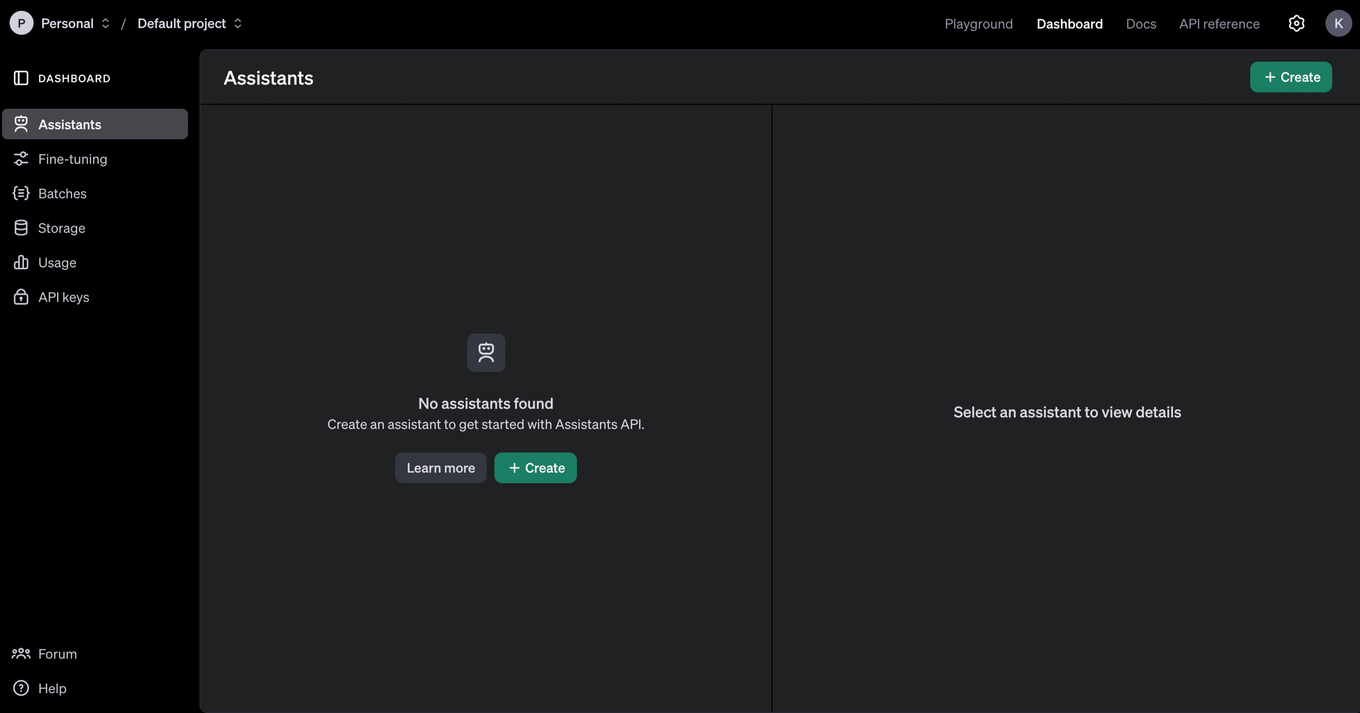 P Personal / Default project
Playground Dashboard Docs API reference K
DASHBOARD
Assistants
Fine-tuning
Batches
Storage
Usage
API keys
Forum
Help
Assistants
+ Create
No assistants found
Create an assistant to get started with Assistants API.
Learn more + Create
Select an assistant to view details